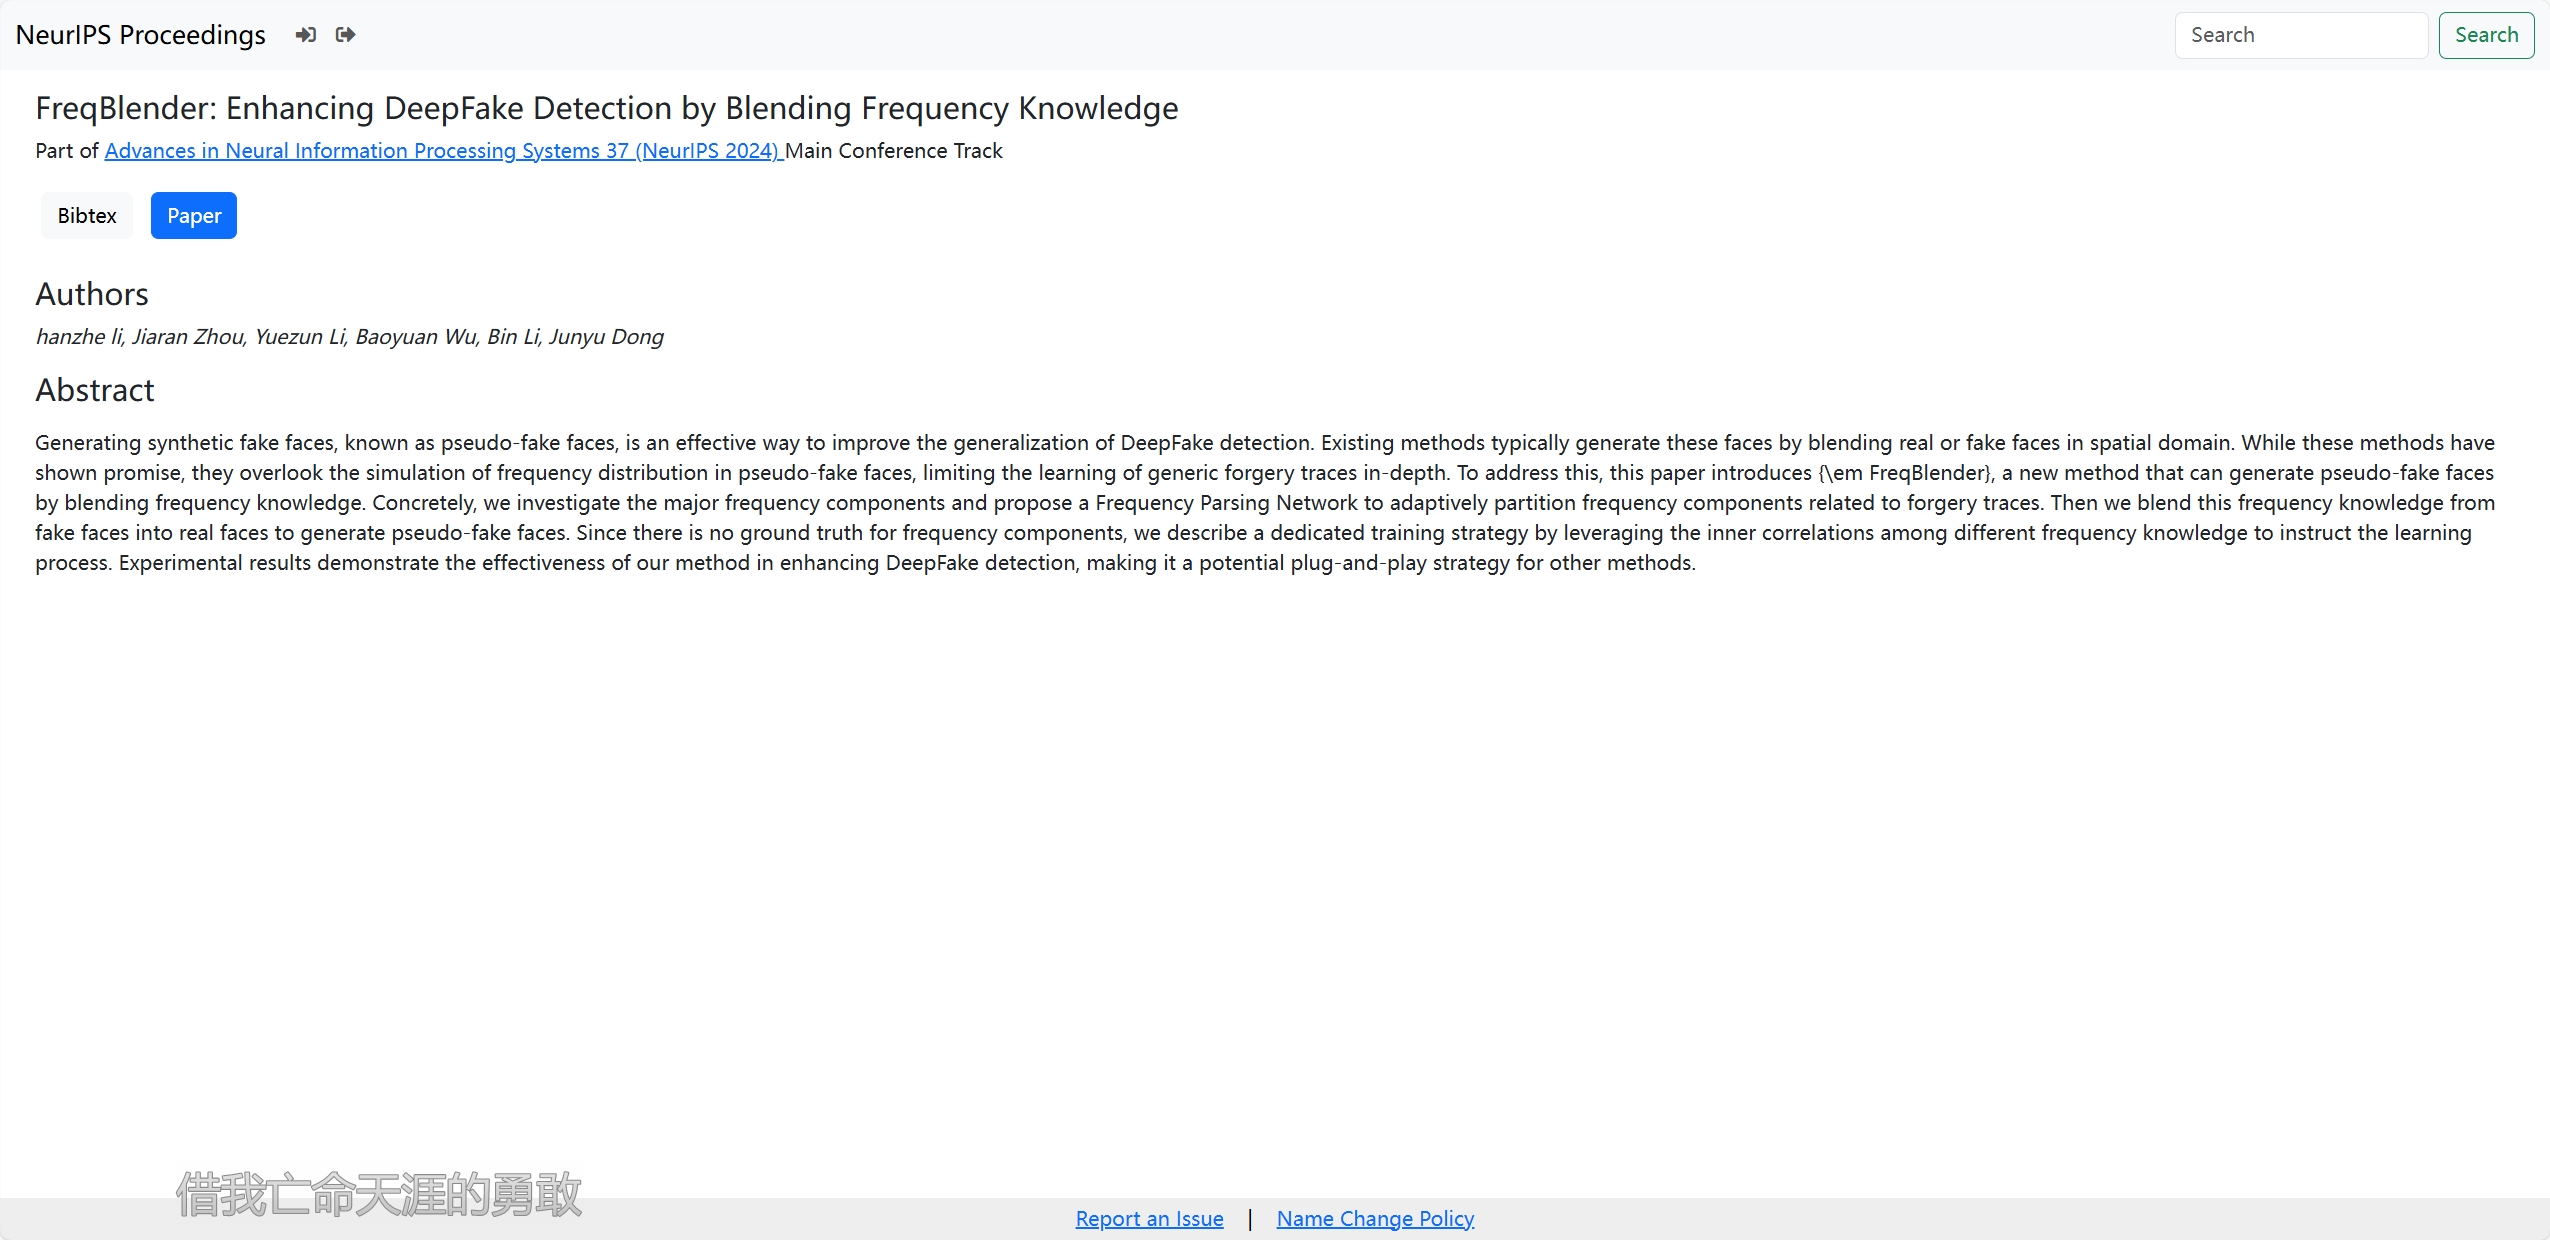 NeurIPS Proceedings
Search
Search
FreqBlender: Enhancing DeepFake Detection by Blending Frequency Knowledge
Part of Advances in Neural Information Processing Systems 37 (NeurIPS 2024) Main Conference Track
Bibtex
Paper
Authors
hanzhe li, Jiaran Zhou, Yuezun Li, Baoyuan Wu, Bin Li, Junyu Dong
Abstract
Generating synthetic fake faces, known as pseudo-fake faces, is an effective way to improve the generalization of DeepFake detection. Existing methods typically generate these faces by blending real or fake faces in spatial domain. While these methods have
shown promise, they overlook the simulation of frequency distribution in pseudo-fake faces, limiting the learning of generic forgery traces in-depth. To address this, this paper introduces {\em FreqBlender}, a new method that can generate pseudo-fake faces
by blending frequency knowledge. Concretely, we investigate the major frequency components and propose a Frequency Parsing Network to adaptively partition frequency components related to forgery traces. Then we blend this frequency knowledge from
fake faces into real faces to generate pseudo-fake faces. Since there is no ground truth for frequency components, we describe a dedicated training strategy by leveraging the inner correlations among different frequency knowledge to instruct the learning
process. Experimental results demonstrate the effectiveness of our method in enhancing DeepFake detection, making it a potential plug-and-play strategy for other methods.
借我亡命天涯的勇敢
Report an Issue | Name Change Policy